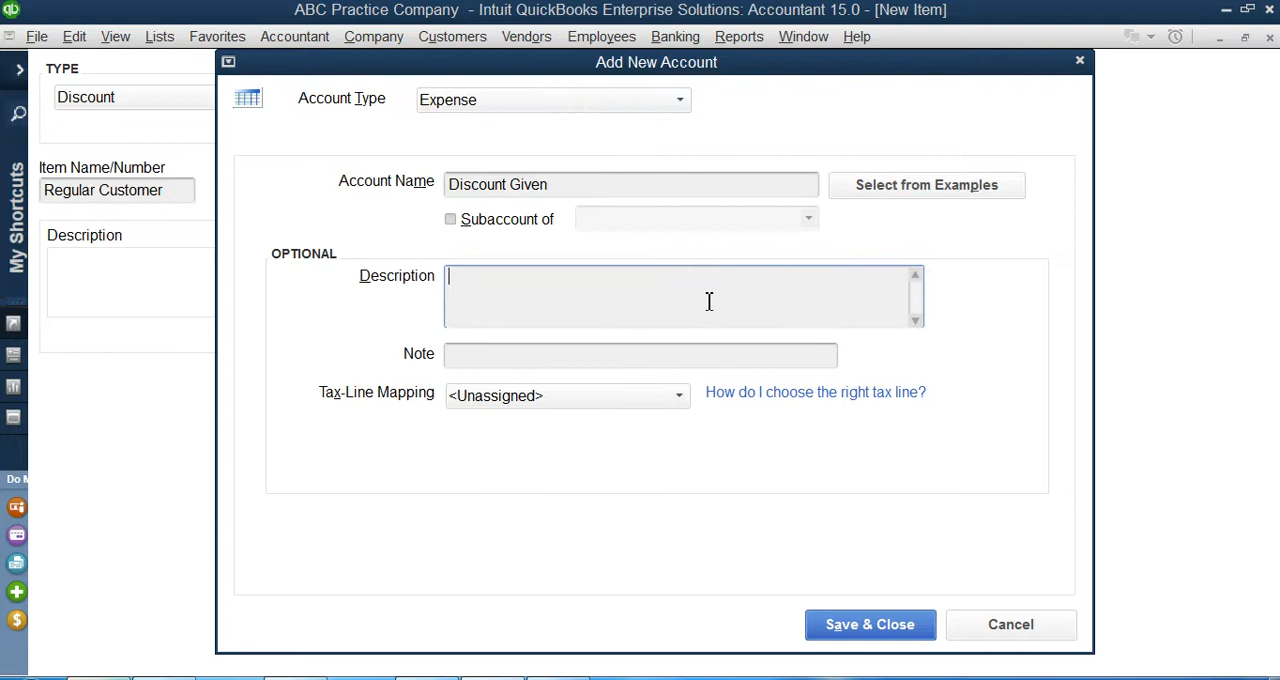 qb ABC Practice Company - Intuit QuickBooks Enterprise Solutions: Accountant 15.0 - [New Item]
File Edit View Lists Favorites Accountant Company Customers Vendors Employees Banking Reports Window Help
TYPE
Discount
Item Name/Number
Regular Customer
Description
My Shortcuts
Do M
Add New Account
Account Type Expense
Account Name Discount Given Select from Examples
Subaccount of
OPTIONAL
Description
Note
Tax-Line Mapping <Unassigned> How do I choose the right tax line?
Save & Close Cancel